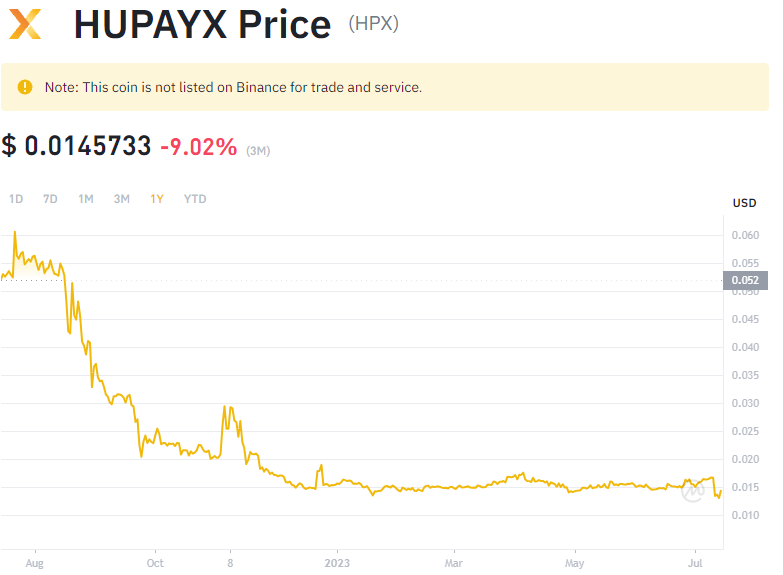 HUPAYX Price (HPX)
Note: This coin is not listed on Binance for trade and service.
$ 0.0145733 -9.02% (3M)
1D 7D 1M 3M 1Y YTD
USD
0.060
0.055
0.052
0.050
0.045
0.040
0.035
0.030
0.025
0.020
0.015
0.010
Aug Oct 8 2023 Mar May Jul